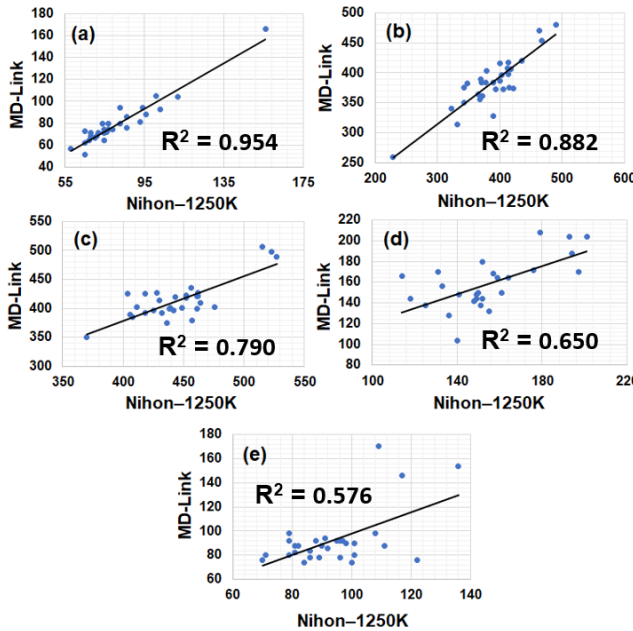 (a)
MD-Link
180
160
140
120
100
80
60
40
55
95
135
175
R² = 0.954
Nihon–1250K
(b)
MD-Link
500
450
400
350
300
250
200
300
400
500
600
R² = 0.882
Nihon–1250K
(c)
MD-Link
550
500
450
400
350
300
350
400
450
500
550
R² = 0.790
Nihon–1250K
(d)
MD-Link
220
200
180
160
140
120
100
80
100
140
180
220
R² = 0.650
Nihon–1250K
(e)
MD-Link
180
160
140
120
100
80
60
60
80
100
120
140
R² = 0.576
Nihon–1250K